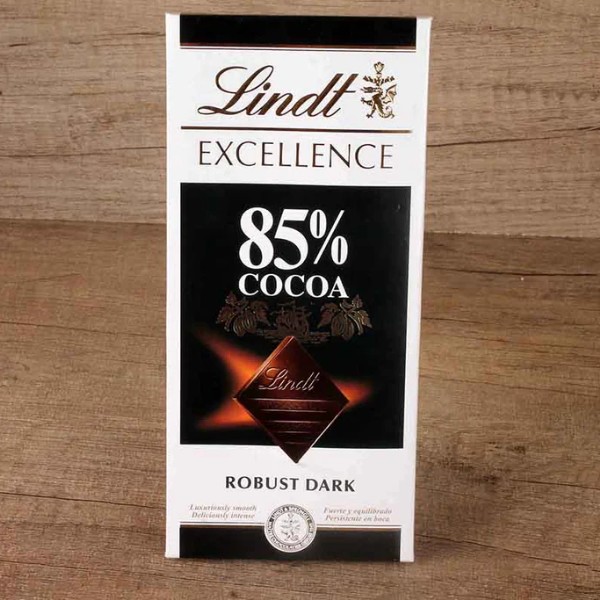 Lindt
EXCELLENCE
85%
COCOA
Lindt
ROBUST DARK
Luxuriously smooth
Deliciously intense
Fuerte y equilibrado
Persistente en boca